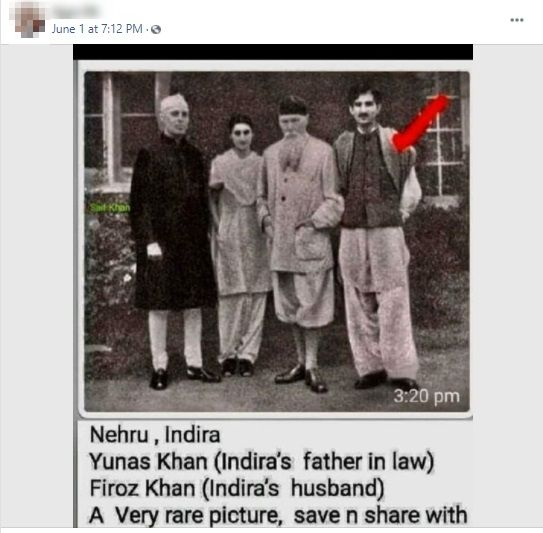 June 1 at 7:12 PM ·
Saif Khan
3:20 pm
Nehru , Indira
Yunas Khan (Indira's father in law)
Firoz Khan (Indira's husband)
A Very rare picture, save n share with